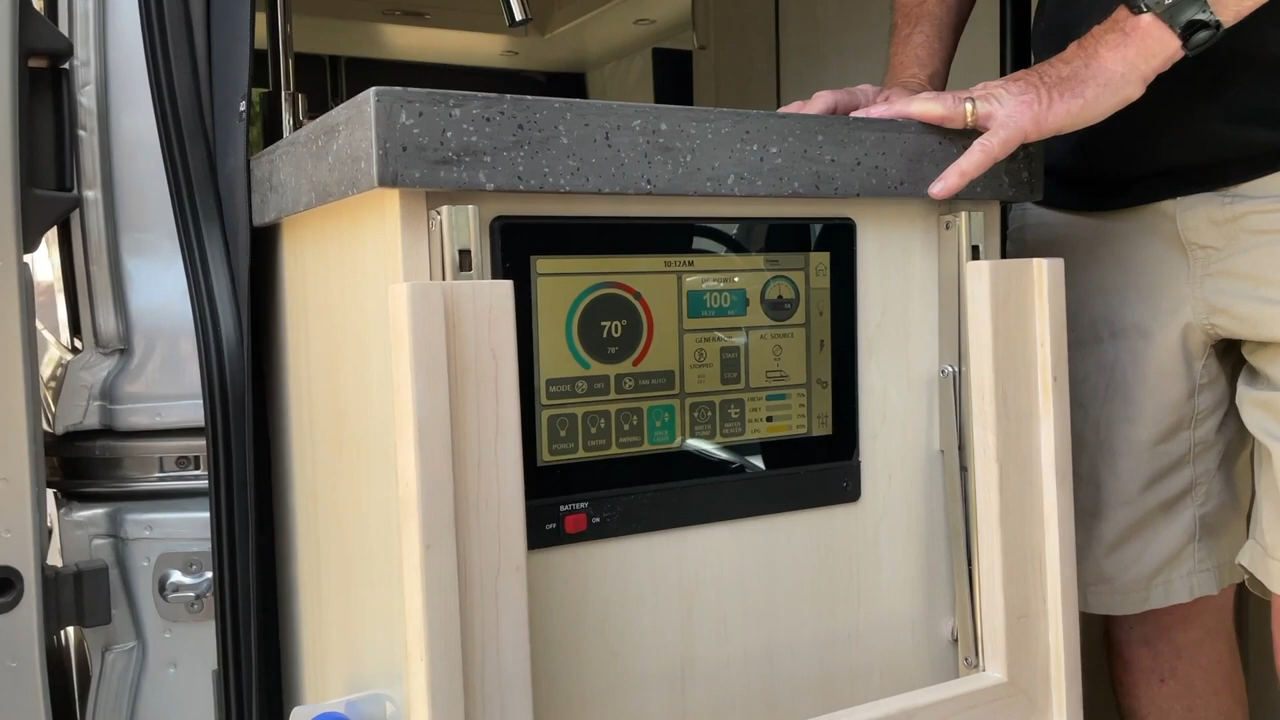 10:12AM
70°
78°
MODE OFF
FAN AUTO
DC POWER
100%
GENERATOR
STOPPED
START
STOP
AC SOURCE
PORCH
ENTRY
AWNING
WATER
PUMP
WATER
HEATER
FRESH
GREY
BLACK
LPG
BATTERY
OFF ON